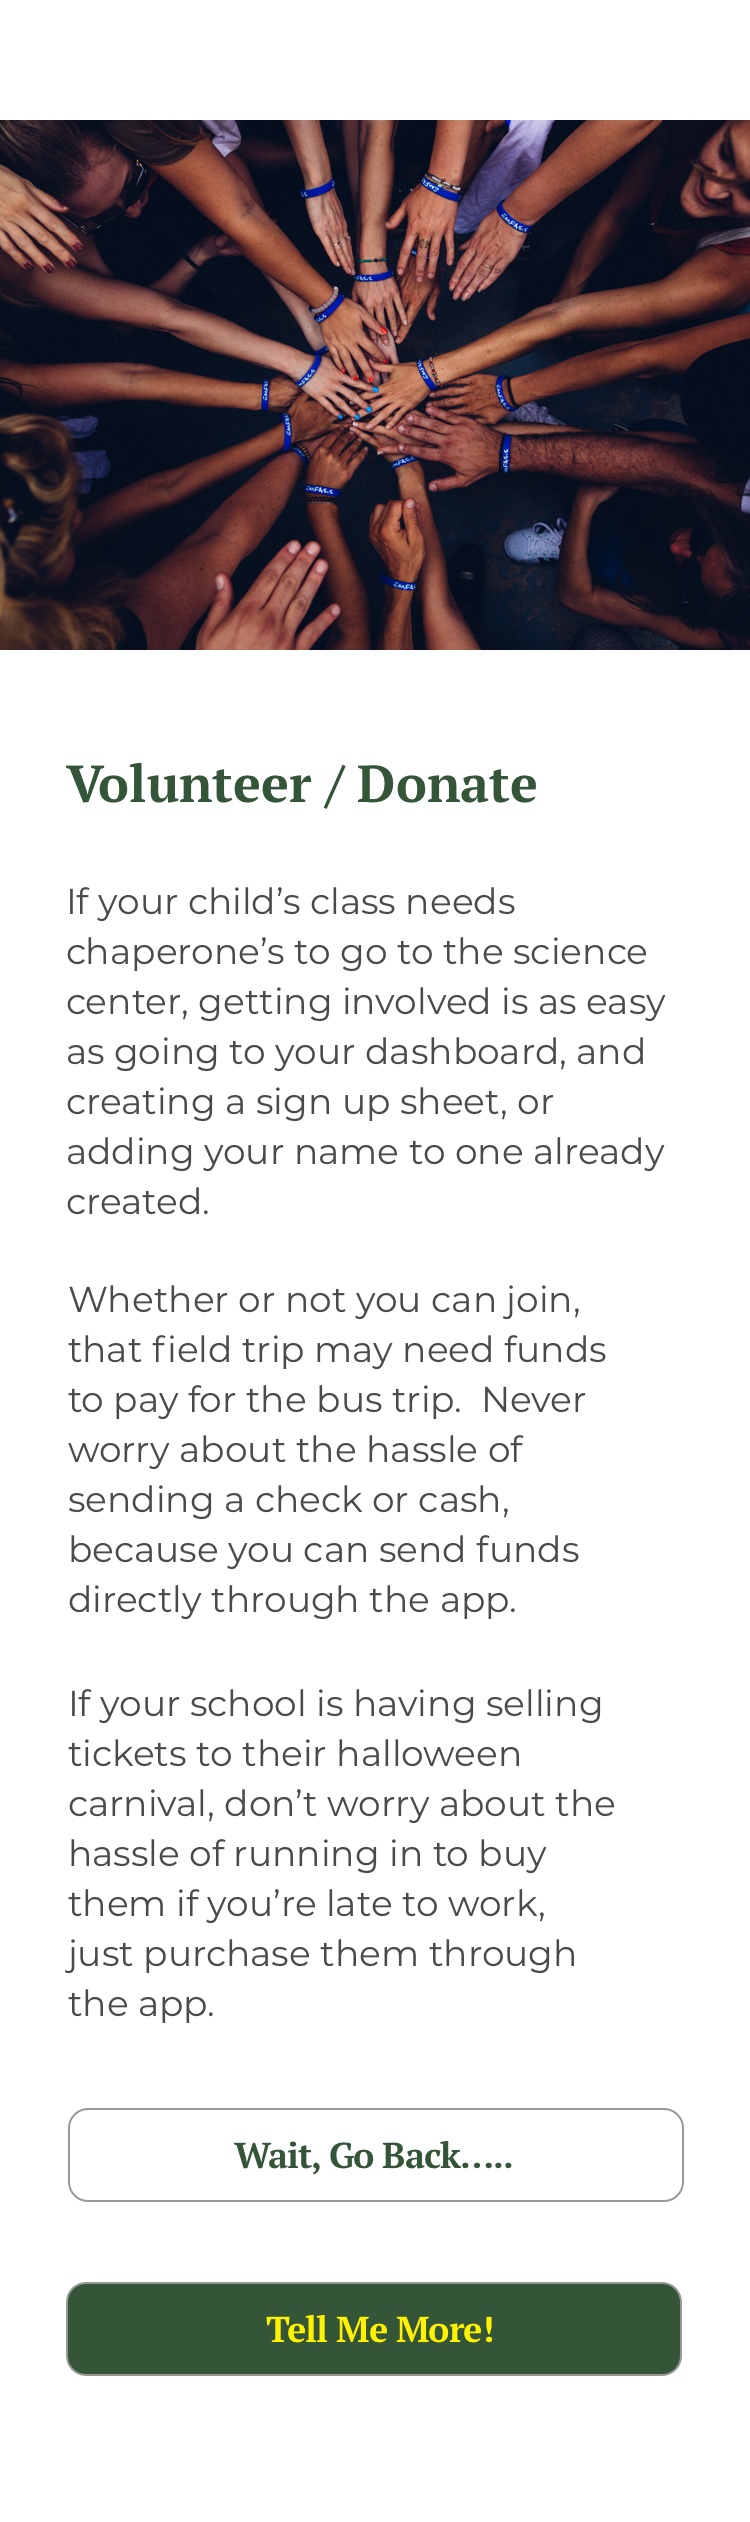 EMFASIS
Volunteer / Donate
If your child’s class needs
chaperone’s to go to the science
center, getting involved is as easy
as going to your dashboard, and
creating a sign up sheet, or
adding your name to one already
created.
Whether or not you can join,
that field trip may need funds
to pay for the bus trip.  Never
worry about the hassle of
sending a check or cash,
because you can send funds
directly through the app.
If your school is having selling
tickets to their halloween
carnival, don’t worry about the
hassle of running in to buy
them if you’re late to work,
just purchase them through
the app.
Wait, Go Back.....
Tell Me More!